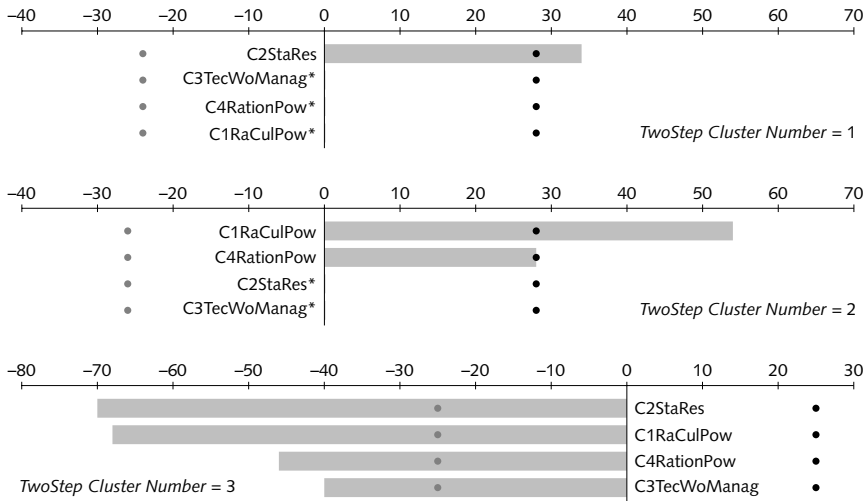 −40 −30 −20 −10 0 10 20 30 40 50 60 70
C2StaRes
C3TecWoManag*
C4RationPow*
C1RaCulPow*
TwoStep Cluster Number = 1
−40 −30 −20 −10 0 10 20 30 40 50 60 70
C1RaCulPow
C4RationPow
C2StaRes*
C3TecWoManag*
TwoStep Cluster Number = 2
−80 −70 −60 −50 −40 −30 −20 −10 0 10 20 30
C2StaRes
C1RaCulPow
C4RationPow
TwoStep Cluster Number = 3
C3TecWoManag